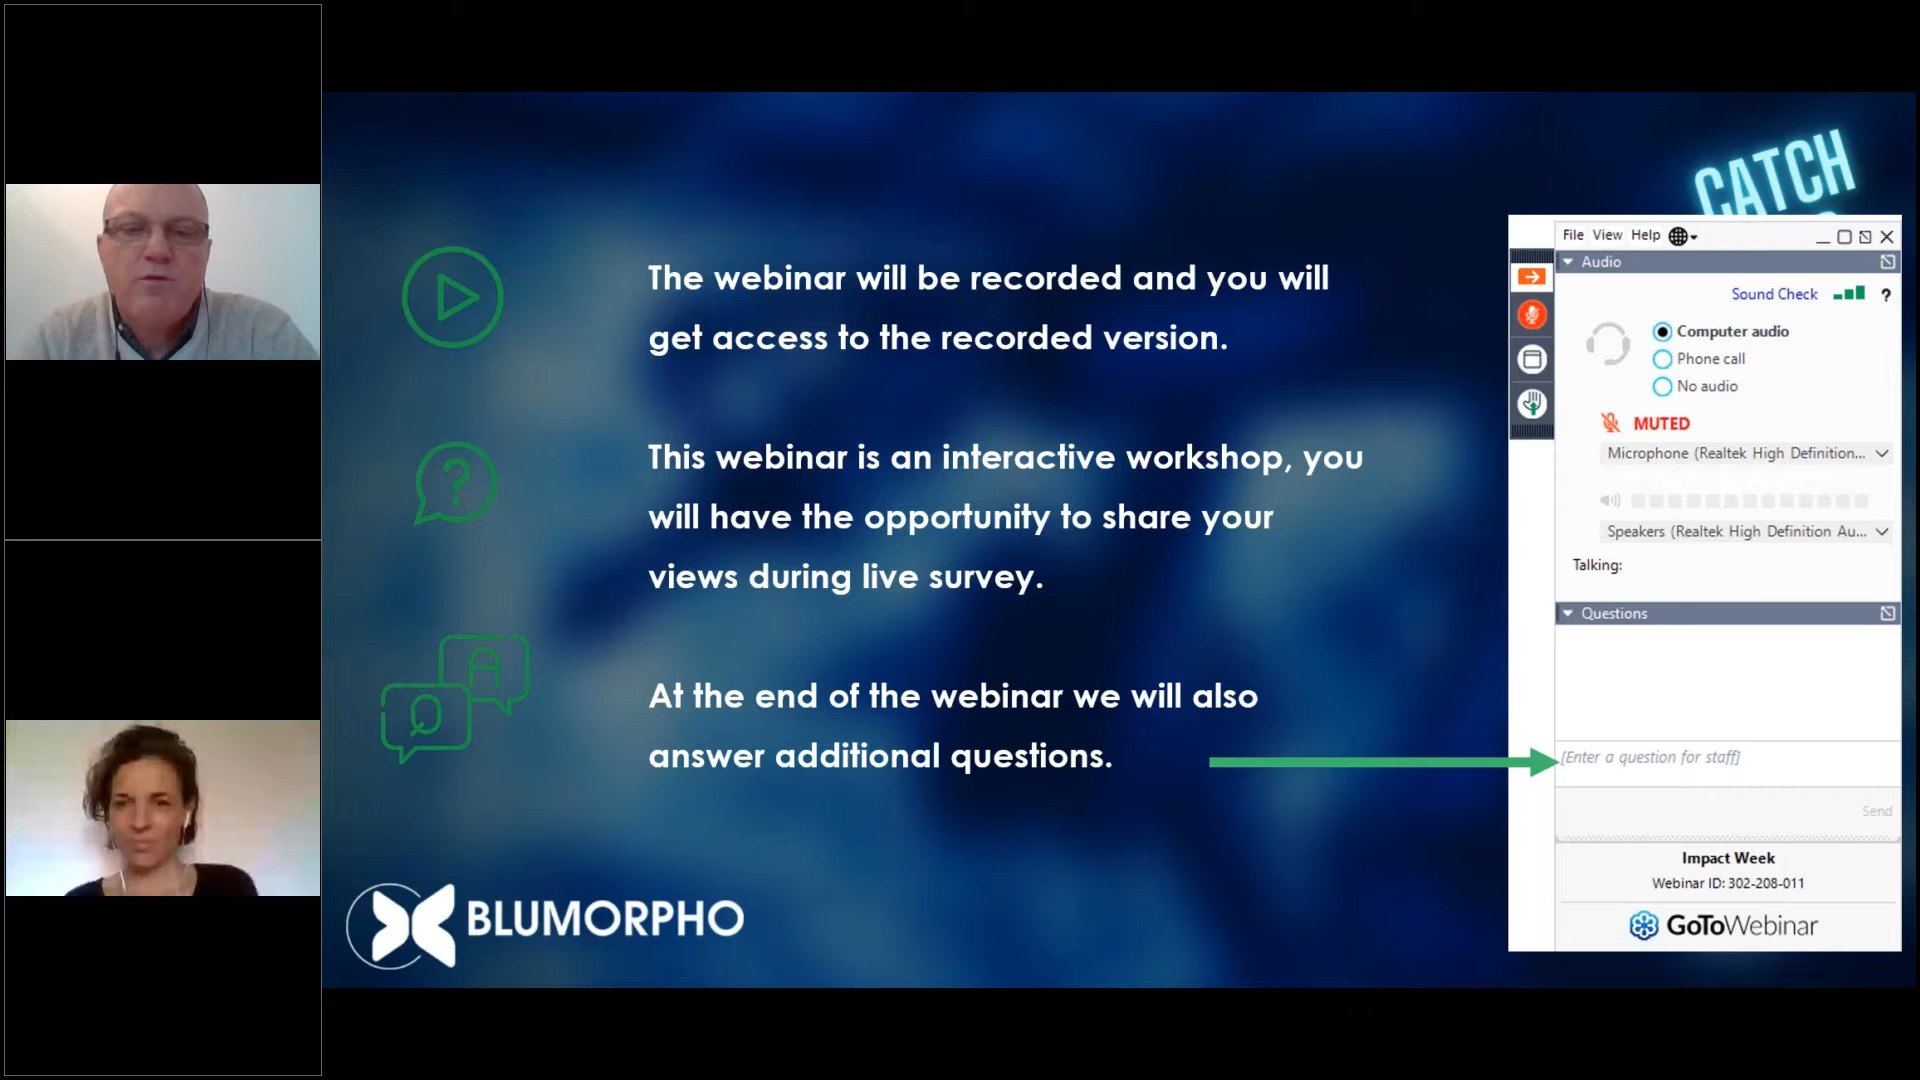 CATCH
The webinar will be recorded and you will
get access to the recorded version.
This webinar is an interactive workshop, you
will have the opportunity to share your
views during live survey.
A
Q
At the end of the webinar we will also
answer additional questions.
BLUMORPHO
File View Help
Audio
Sound Check ?
Computer audio
Phone call
No audio
MUTED
Microphone (Realtek High Definition...
Speakers (Realtek High Definition Au...
Talking:
Questions
[Enter a question for staff]
Send
Impact Week
Webinar ID: 302-208-011
GoToWebinar